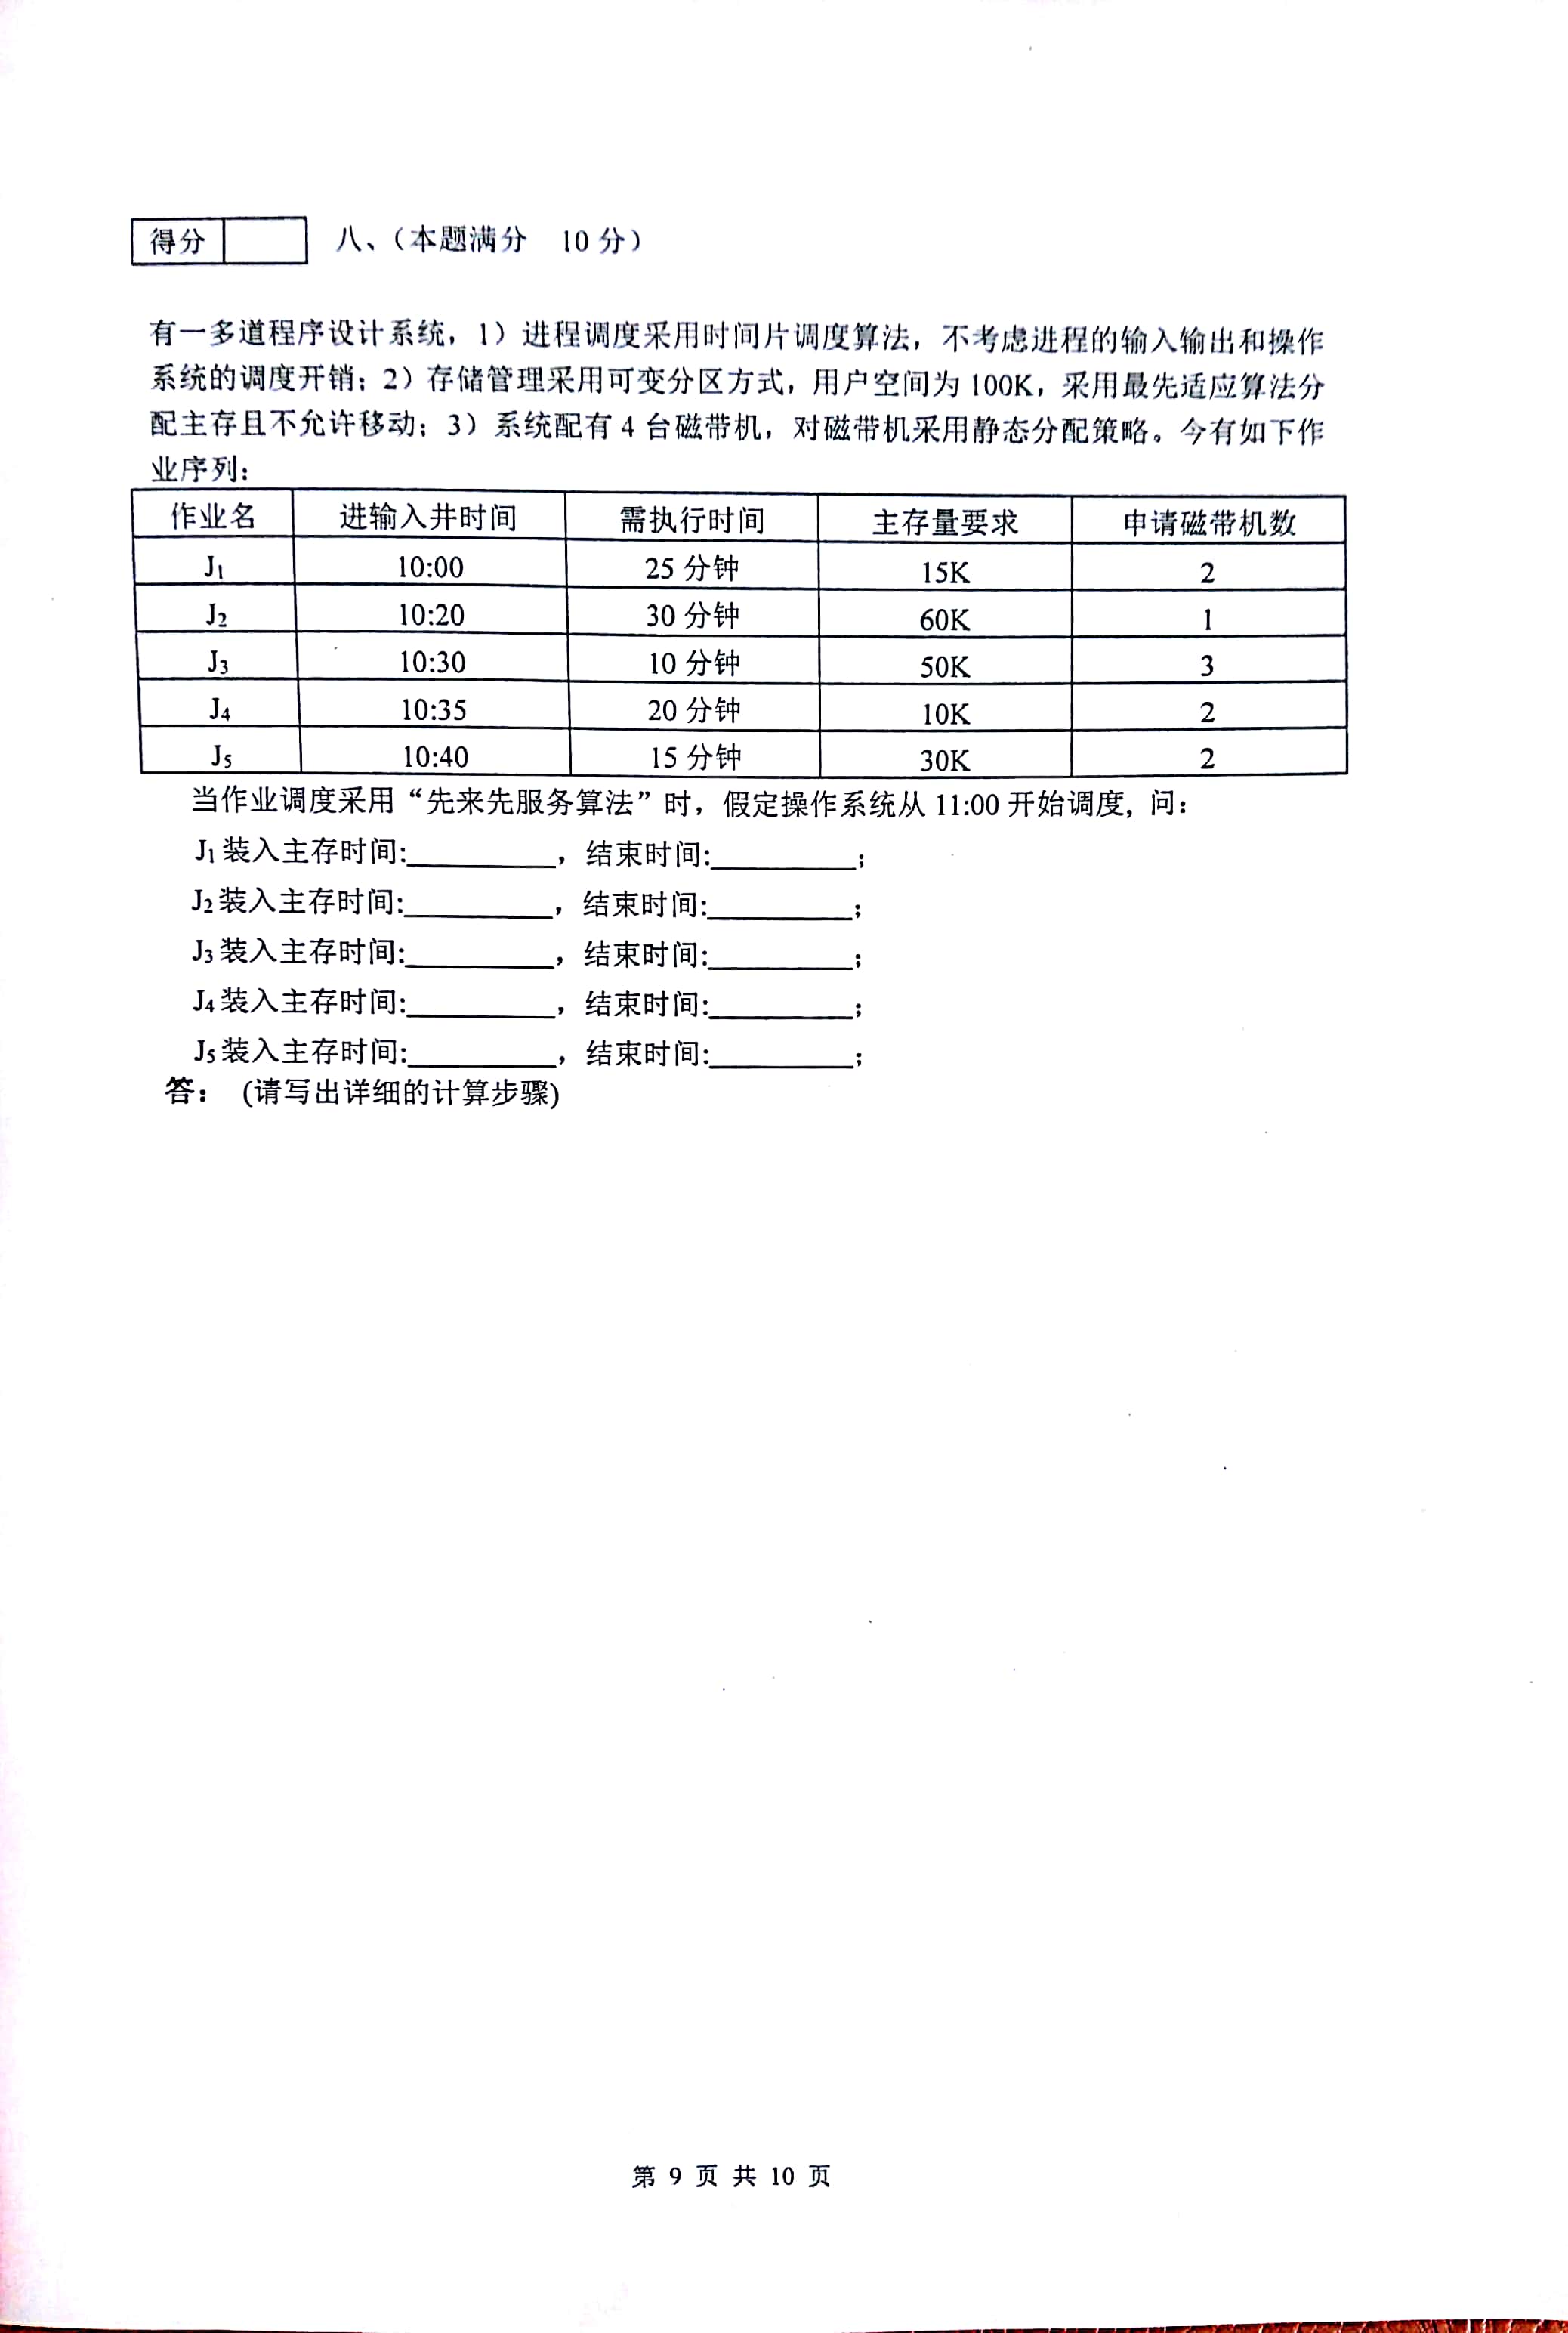 得分 八、（本题满分 10 分）
有一多道程序设计系统，1）进程调度采用时间片调度算法，不考虑进程的输入输出和操作
系统的调度开销；2）存储管理采用可变分区方式，用户空间为 100K，采用最先适应算法分
配主存且不允许移动；3）系统配有 4 台磁带机，对磁带机采用静态分配策略。今有如下作
业序列：
作业名 进输入井时间 需执行时间 主存量要求 申请磁带机数
J₁ 10:00 25 分钟 15K 2
J₂ 10:20 30 分钟 60K 1
J₃ 10:30 10 分钟 50K 3
J₄ 10:35 20 分钟 10K 2
J₅ 10:40 15 分钟 30K 2
当作业调度采用“先来先服务算法”时，假定操作系统从 11:00 开始调度, 问：
J₁ 装入主存时间:__________，结束时间:__________；
J₂ 装入主存时间:__________，结束时间:__________；
J₃ 装入主存时间:__________，结束时间:__________；
J₄ 装入主存时间:__________，结束时间:__________；
J₅ 装入主存时间:__________，结束时间:__________；
答： (请写出详细的计算步骤)
第 9 页 共 10 页